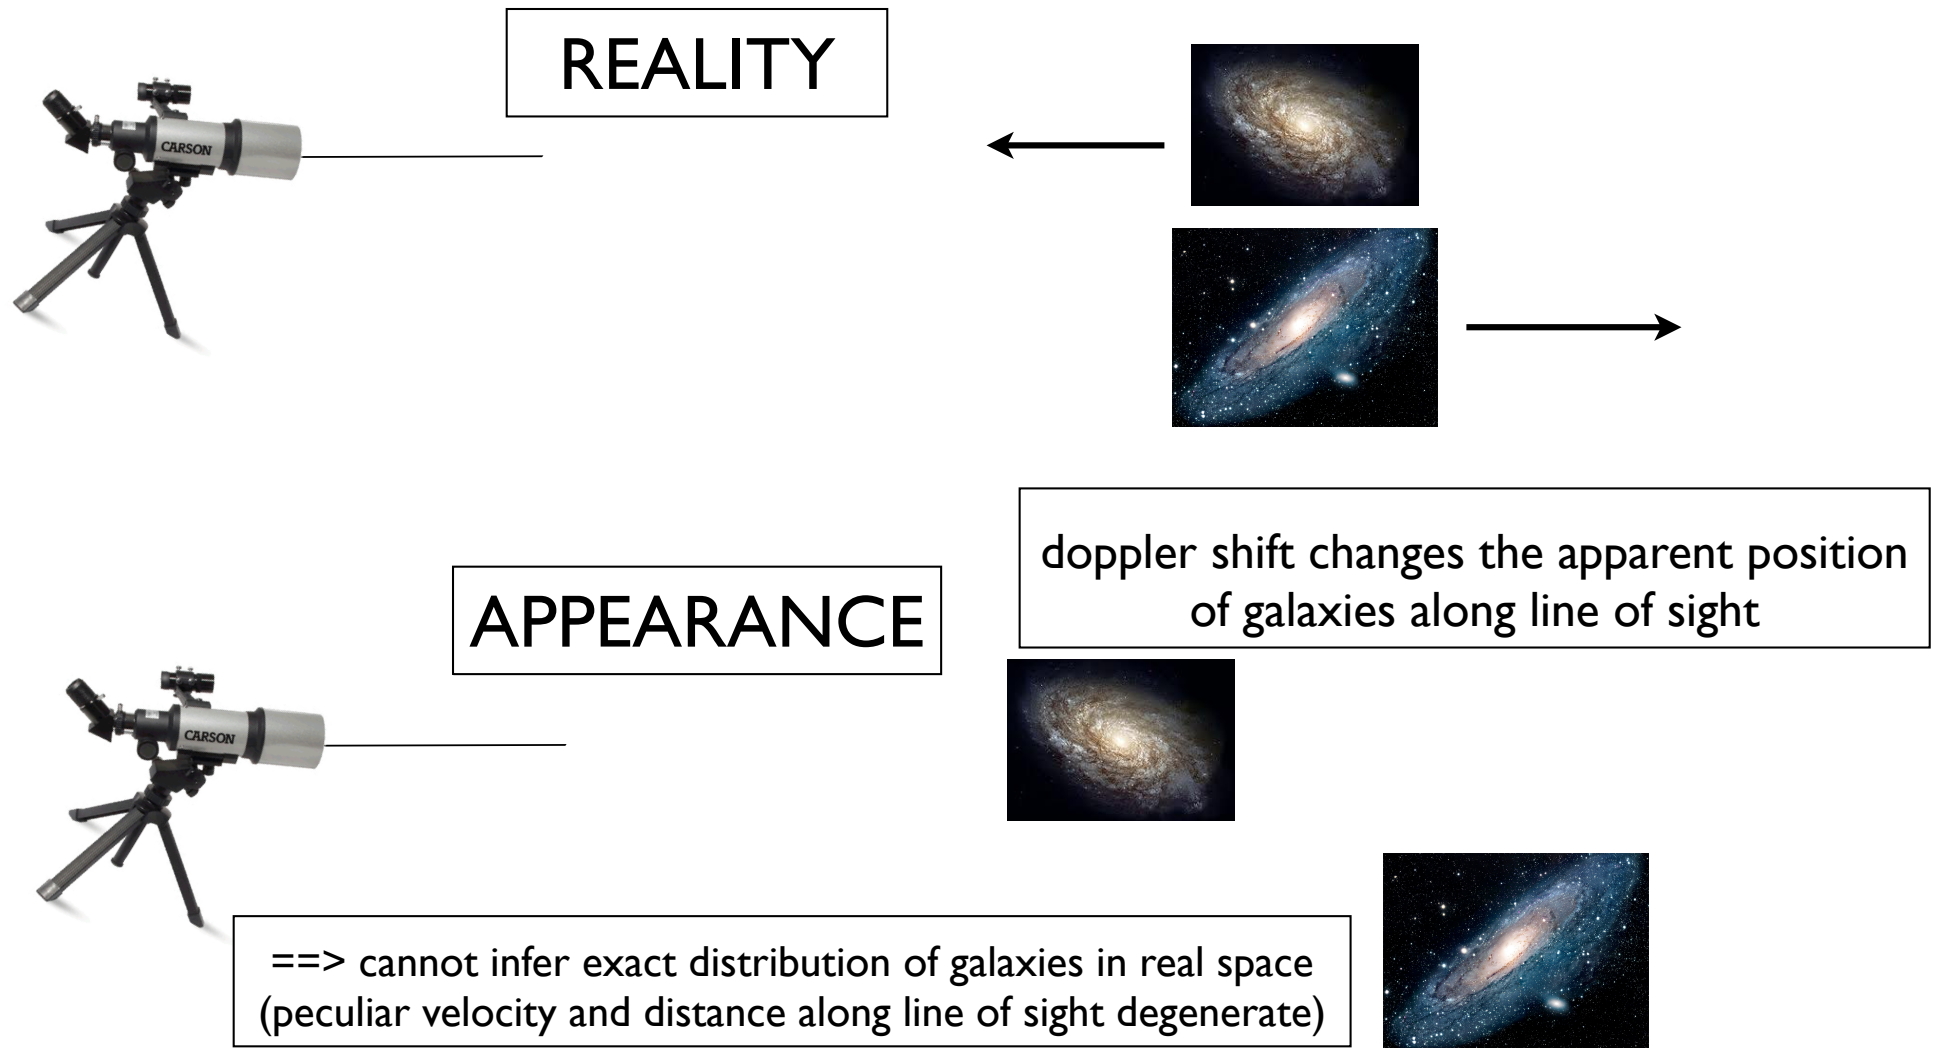 REALITY
CARSON
doppler shift changes the apparent position
of galaxies along line of sight
APPEARANCE
CARSON
==> cannot infer exact distribution of galaxies in real space
(peculiar velocity and distance along line of sight degenerate)